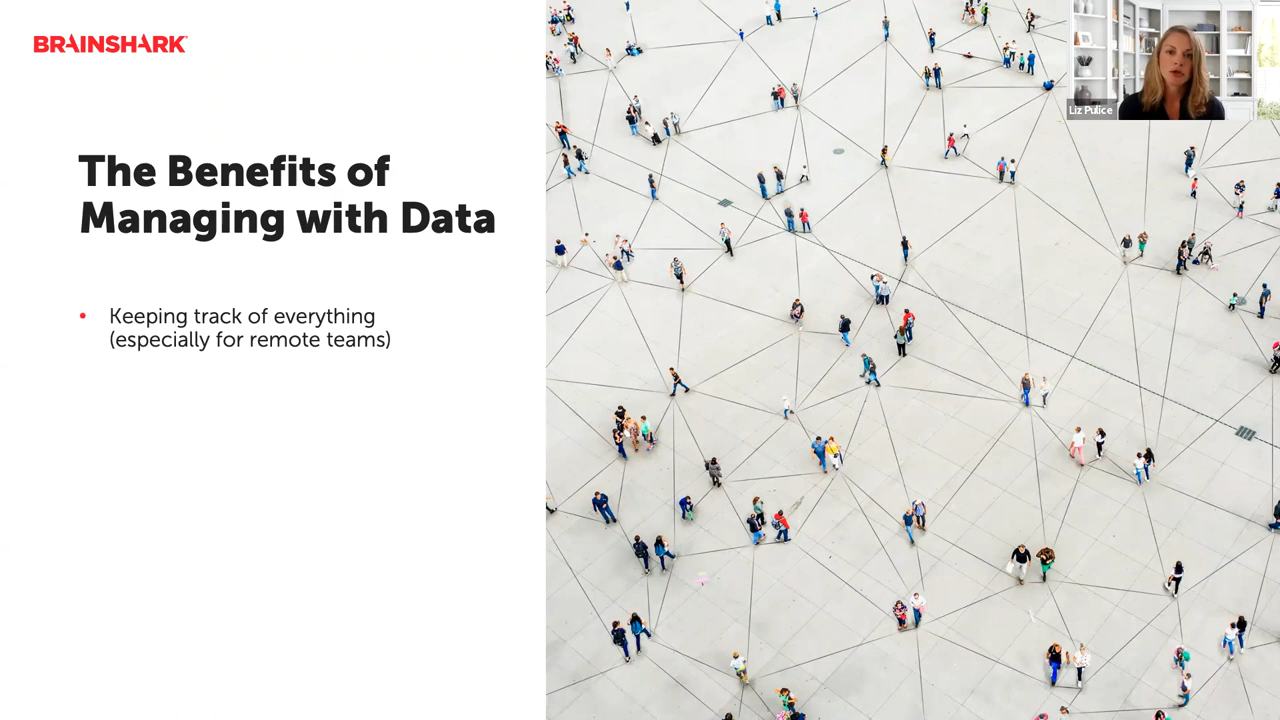 BRAINSHARK
The Benefits of
Managing with Data
• Keeping track of everything
(especially for remote teams)
Liz Pulice